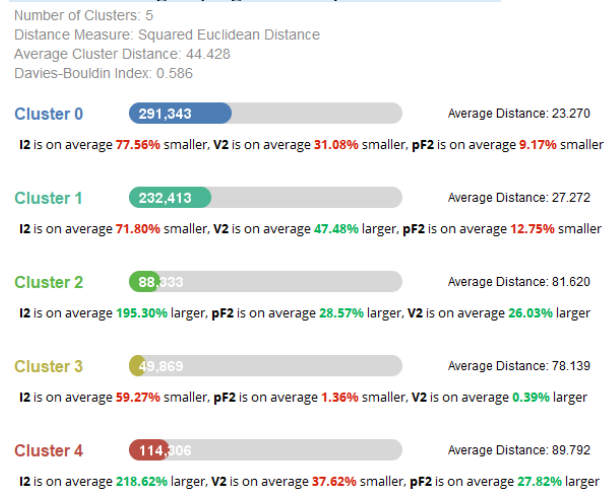 Number of Clusters: 5
Distance Measure: Squared Euclidean Distance
Average Cluster Distance: 44.428
Davies-Bouldin Index: 0.586
Cluster 0 291,343 Average Distance: 23.270
I2 is on average 77.56% smaller, V2 is on average 31.08% smaller, pF2 is on average 9.17% smaller
Cluster 1 232,413 Average Distance: 27.272
I2 is on average 71.80% smaller, V2 is on average 47.48% larger, pF2 is on average 12.75% smaller
Cluster 2 88,333 Average Distance: 81.620
I2 is on average 195.30% larger, pF2 is on average 28.57% larger, V2 is on average 26.03% larger
Cluster 3 49,869 Average Distance: 78.139
I2 is on average 59.27% smaller, pF2 is on average 1.36% smaller, V2 is on average 0.39% larger
Cluster 4 114,306 Average Distance: 89.792
I2 is on average 218.62% larger, V2 is on average 37.62% smaller, pF2 is on average 27.82% larger